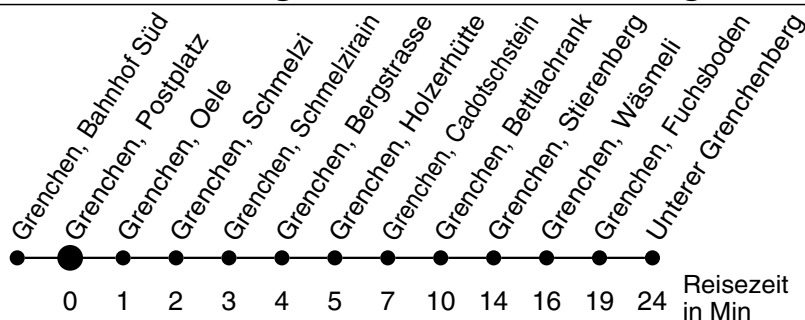 Grenchen, Bahnhof Süd
Grenchen, Postplatz
Grenchen, Oele
Grenchen, Schmelzi
Grenchen, Schmelzirain
Grenchen, Bergstrasse
Grenchen, Holzerhütte
Grenchen, Cadotschstein
Grenchen, Bettlachrank
Grenchen, Stierenberg
Grenchen, Wäsmeli
Grenchen, Fuchsboden
Unterer Grenchenberg
0 1 2 3 4 5 7 10 14 16 19 24 Reisezeit
in Min